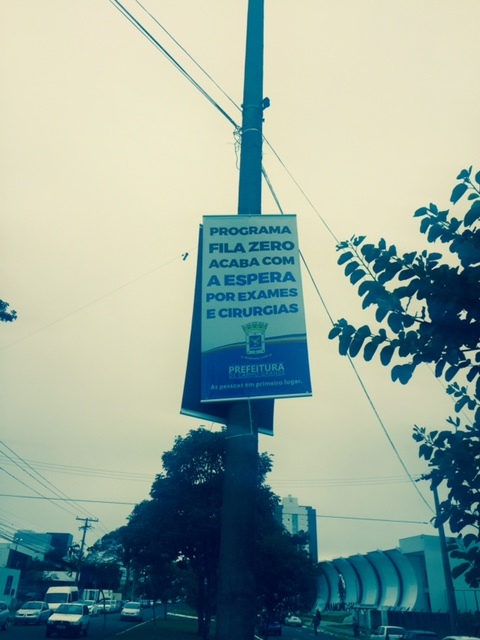 PROGRAMA
FILA ZERO
ACABA COM
A ESPERA
POR EXAMES
E CIRURGIAS
PREFEITURA
As pessoas em primeiro lugar.